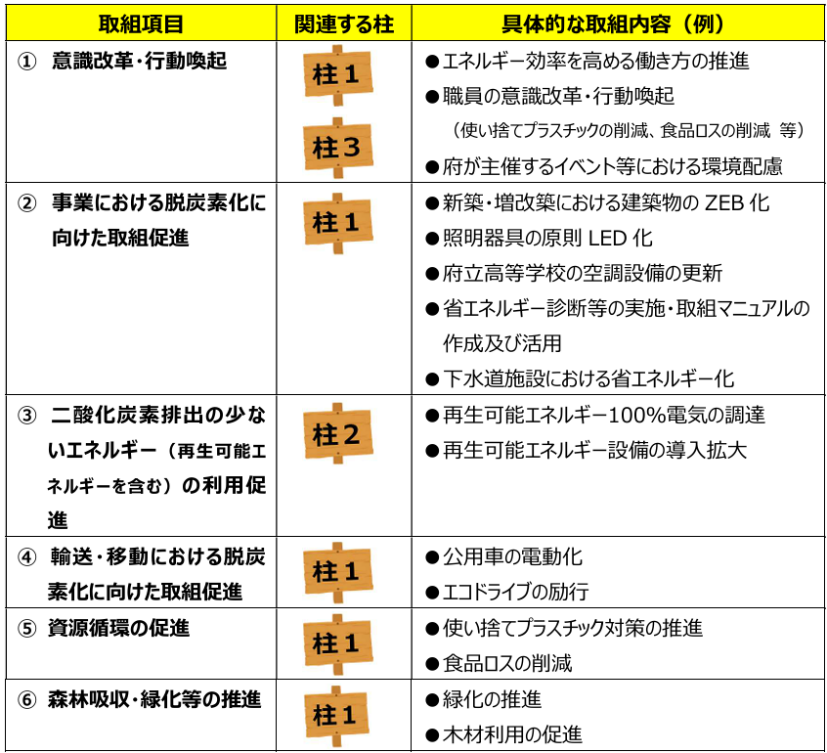 取組項目 関連する柱 具体的な取組内容（例）
① 意識改革・行動喚起
柱１
柱３
●エネルギー効率を高める働き方の推進
●職員の意識改革・行動喚起
（使い捨てプラスチックの削減、食品ロスの削減 等）
●府が主催するイベント等における環境配慮
② 事業における脱炭素化に
向けた取組促進
柱１
●新築・増改築における建築物の ZEB 化
●照明器具の原則 LED 化
●府立高等学校の空調設備の更新
●省エネルギー診断等の実施・取組マニュアルの
作成及び活用
●下水道施設における省エネルギー化
③ 二酸化炭素排出の少な
いエネルギー（再生可能エ
ネルギーを含む）の利用促
進
柱２
●再生可能エネルギー100%電気の調達
●再生可能エネルギー設備の導入拡大
④ 輸送・移動における脱炭
素化に向けた取組促進
柱１
●公用車の電動化
●エコドライブの励行
⑤ 資源循環の促進
柱１
●使い捨てプラスチック対策の推進
●食品ロスの削減
⑥ 森林吸収・緑化等の推進
柱１
●緑化の推進
●木材利用の促進